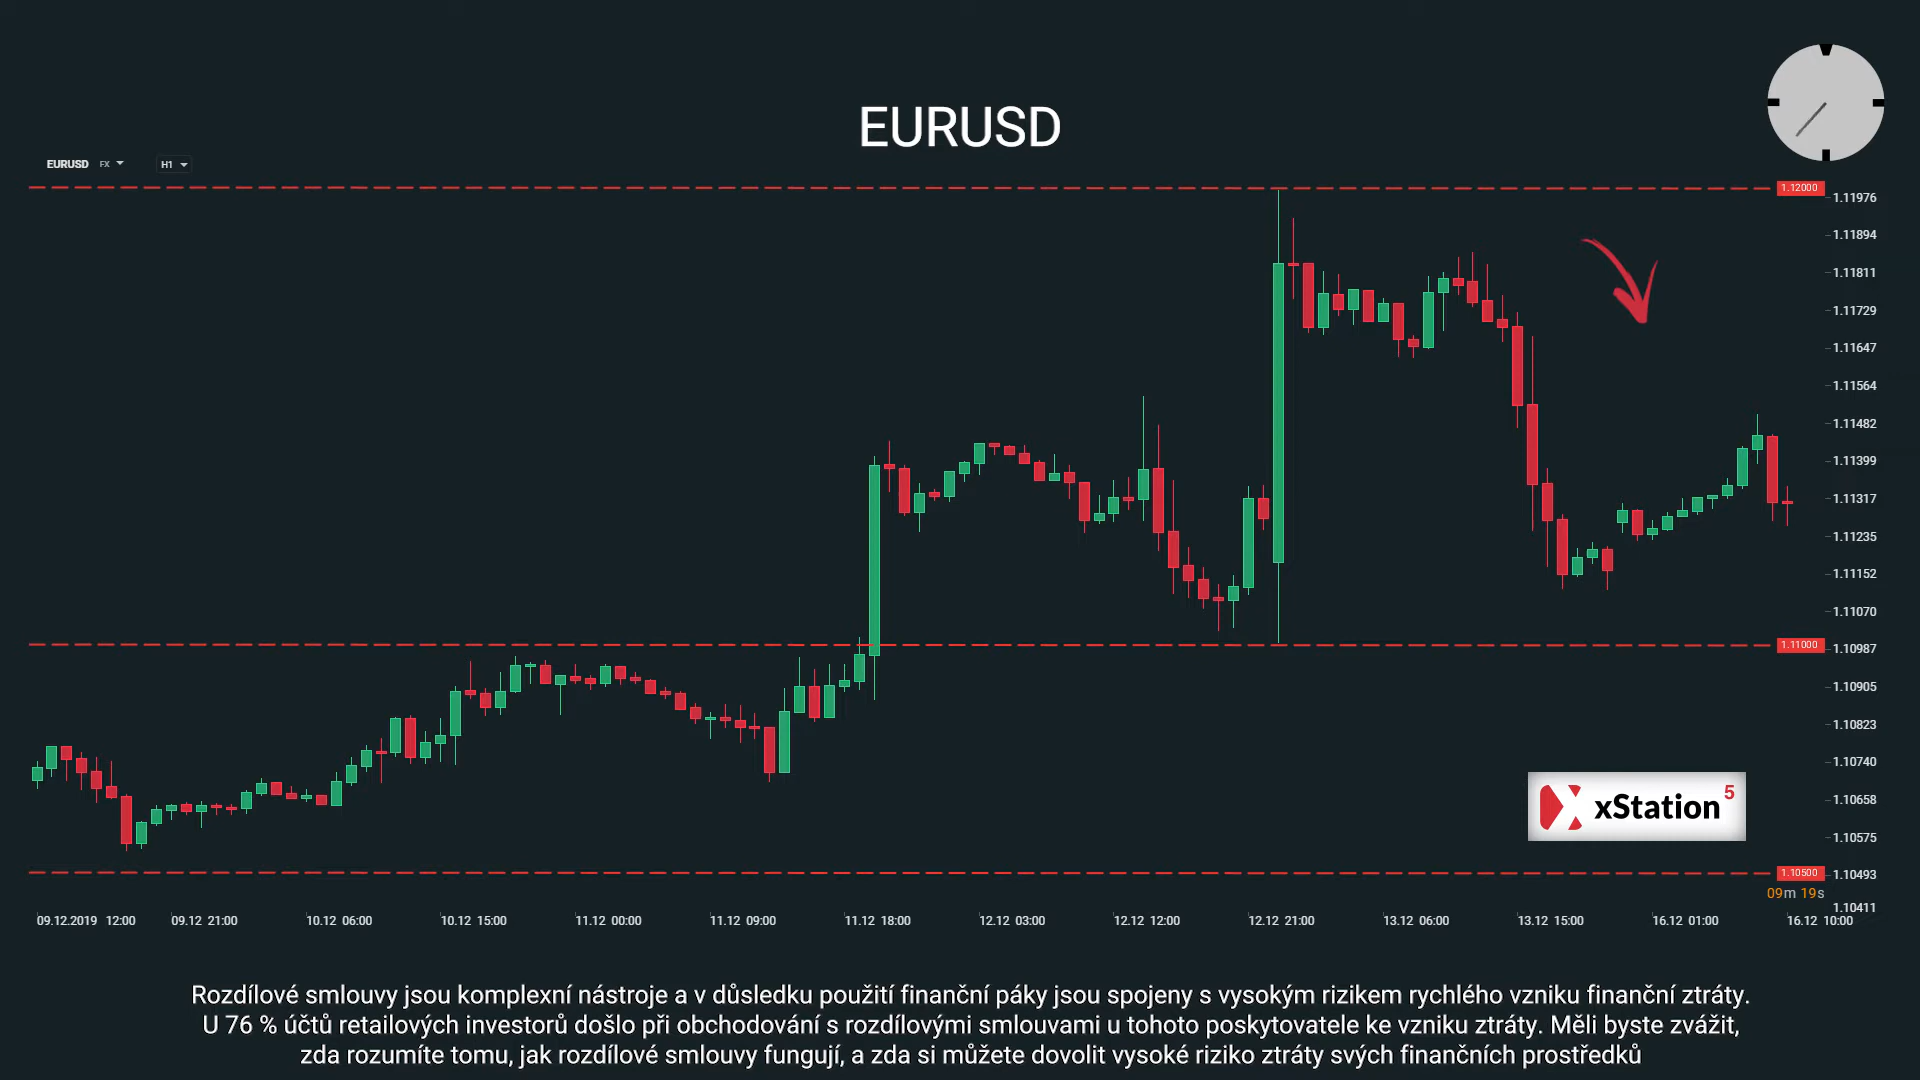 EURUSD
EURUSD FX H1
1.12000
1.11976
1.11894
1.11811
1.11729
1.11647
1.11564
1.11482
1.11399
1.11317
1.11235
1.11152
1.11070
1.11000
1.10987
1.10905
1.10823
1.10740
1.10658
1.10575
xStation5
1.10500
1.10493
09m 19s
1.10411
09.12.2019 12:00 09.12 21:00 10.12 06:00 10.12 15:00 11.12 00:00 11.12 09:00 11.12 18:00 12.12 03:00 12.12 12:00 12.12 21:00 13.12 06:00 13.12 15:00 16.12 01:00 16.12 10:00
Rozdílové smlouvy jsou komplexní nástroje a v důsledku použití finanční páky jsou spojeny s vysokým rizikem rychlého vzniku finanční ztráty.
U 76 % účtů retailových investorů došlo při obchodování s rozdílovými smlouvami u tohoto poskytovatele ke vzniku ztráty. Měli byste zvážit,
zda rozumíte tomu, jak rozdílové smlouvy fungují, a zda si můžete dovolit vysoké riziko ztráty svých finančních prostředků